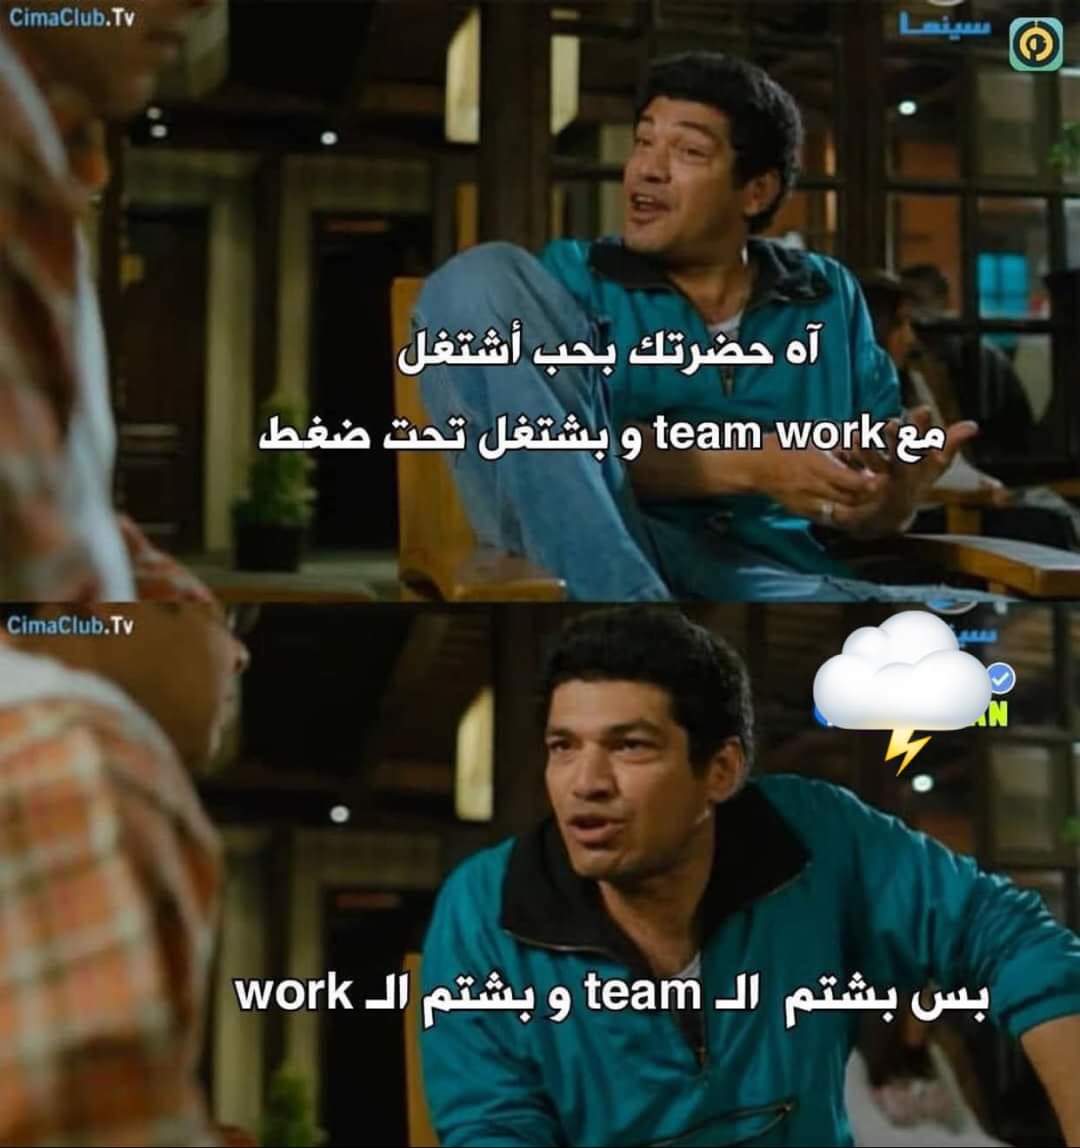 CimaClub.Tv
سينما
آه حضرتك بحب أشتغل
مع team work و بشتغل تحت ضغط
CimaClub.Tv
بس بشتم الـ team و بشتم الـ work